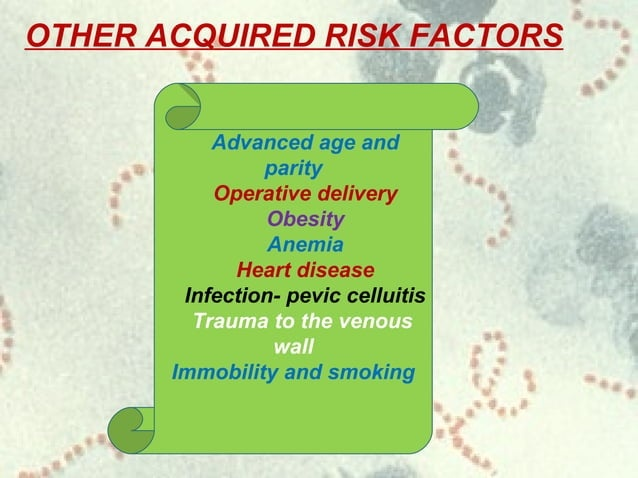 OTHER ACQUIRED RISK FACTORS
Advanced age and
parity
Operative delivery
Obesity
Anemia
Heart disease
Infection- pevic celluitis
Trauma to the venous
wall
Immobility and smoking